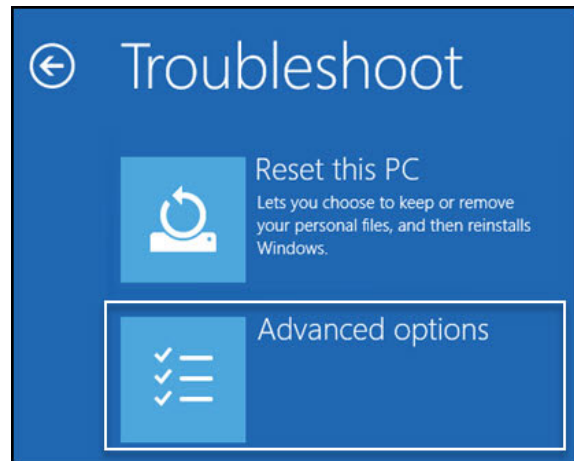 Troubleshoot
Reset this PC
Lets you choose to keep or remove
your personal files, and then reinstalls
Windows.
Advanced options